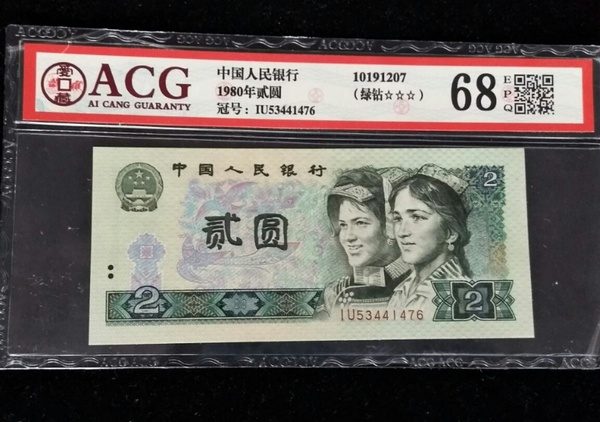 ACG
AI CANG GUARANTY
中国人民银行
1980年贰圆
冠号: IU53441476
10191207
(绿钻☆☆☆)
68
E
P
Q
中国人民银行
2
贰圆
2
2
IU53441476